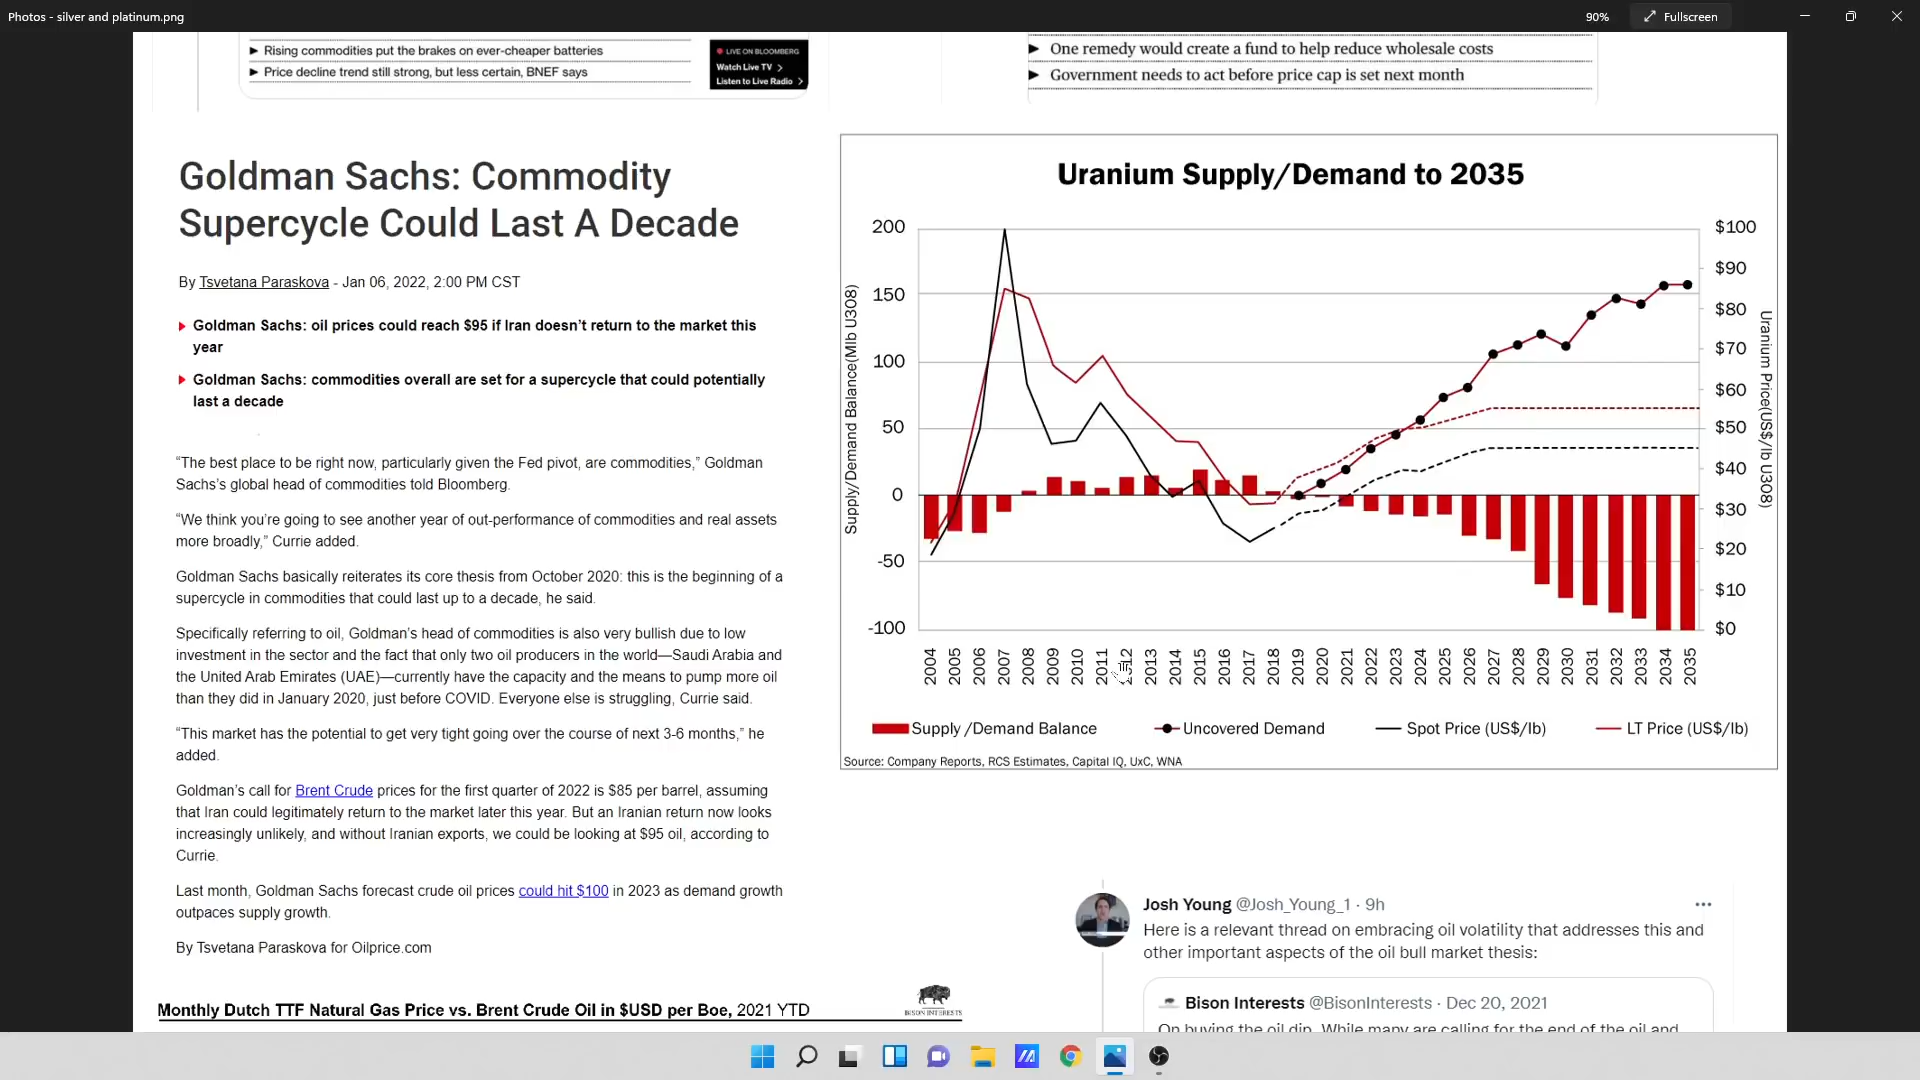 Photos - silver and platinum.png
90%
Fullscreen
Rising commodities put the brakes on ever-cheaper batteries
Price decline trend still strong, but less certain, BNEF says
LIVE ON BLOOMBERG
Watch Live TV
Listen to Live Radio
One remedy would create a fund to help reduce wholesale costs
Government needs to act before price cap is set next month
Goldman Sachs: Commodity
Supercycle Could Last A Decade
By Tsvetana Paraskova - Jan 06, 2022, 2:00 PM CST
Goldman Sachs: oil prices could reach $95 if Iran doesn’t return to the market this
year
Goldman Sachs: commodities overall are set for a supercycle that could potentially
last a decade
“The best place to be right now, particularly given the Fed pivot, are commodities,” Goldman
Sachs’s global head of commodities told Bloomberg.
“We think you’re going to see another year of out-performance of commodities and real assets
more broadly,” Currie added.
Goldman Sachs basically reiterates its core thesis from October 2020: this is the beginning of a
supercycle in commodities that could last up to a decade, he said.
Specifically referring to oil, Goldman’s head of commodities is also very bullish due to low
investment in the sector and the fact that only two oil producers in the world—Saudi Arabia and
the United Arab Emirates (UAE)—currently have the capacity and the means to pump more oil
than they did in January 2020, just before COVID. Everyone else is struggling, Currie said.
“This market has the potential to get very tight going over the course of next 3-6 months,” he
added.
Goldman’s call for Brent Crude prices for the first quarter of 2022 is $85 per barrel, assuming
that Iran could legitimately return to the market later this year. But an Iranian return now looks
increasingly unlikely, and without Iranian exports, we could be looking at $95 oil, according to
Currie.
Last month, Goldman Sachs forecast crude oil prices could hit $100 in 2023 as demand growth
outpaces supply growth.
By Tsvetana Paraskova for Oilprice.com
Monthly Dutch TTF Natural Gas Price vs. Brent Crude Oil in $USD per Boe, 2021 YTD
BISON INTERESTS
Uranium Supply/Demand to 2035
Supply/Demand Balance(Mlb U308)
200
150
100
50
0
-50
-100
$100
$90
$80
$70
$60
$50
$40
$30
$20
$10
$0
Uranium Price(US$/lb U308)
2004 2005 2006 2007 2008 2009 2010 2011 2012 2013 2014 2015 2016 2017 2018 2019 2020 2021 2022 2023 2024 2025 2026 2027 2028 2029 2030 2031 2032 2033 2034 2035
Supply /Demand Balance Uncovered Demand Spot Price (US$/lb) LT Price (US$/lb)
Source: Company Reports, RCS Estimates, Capital IQ, UxC, WNA
Josh Young @Josh_Young_1 · 9h
Here is a relevant thread on embracing oil volatility that addresses this and
other important aspects of the oil bull market thesis:
Bison Interests @BisonInterests · Dec 20, 2021
On buying the oil dip. While many are calling for the end of the oil and